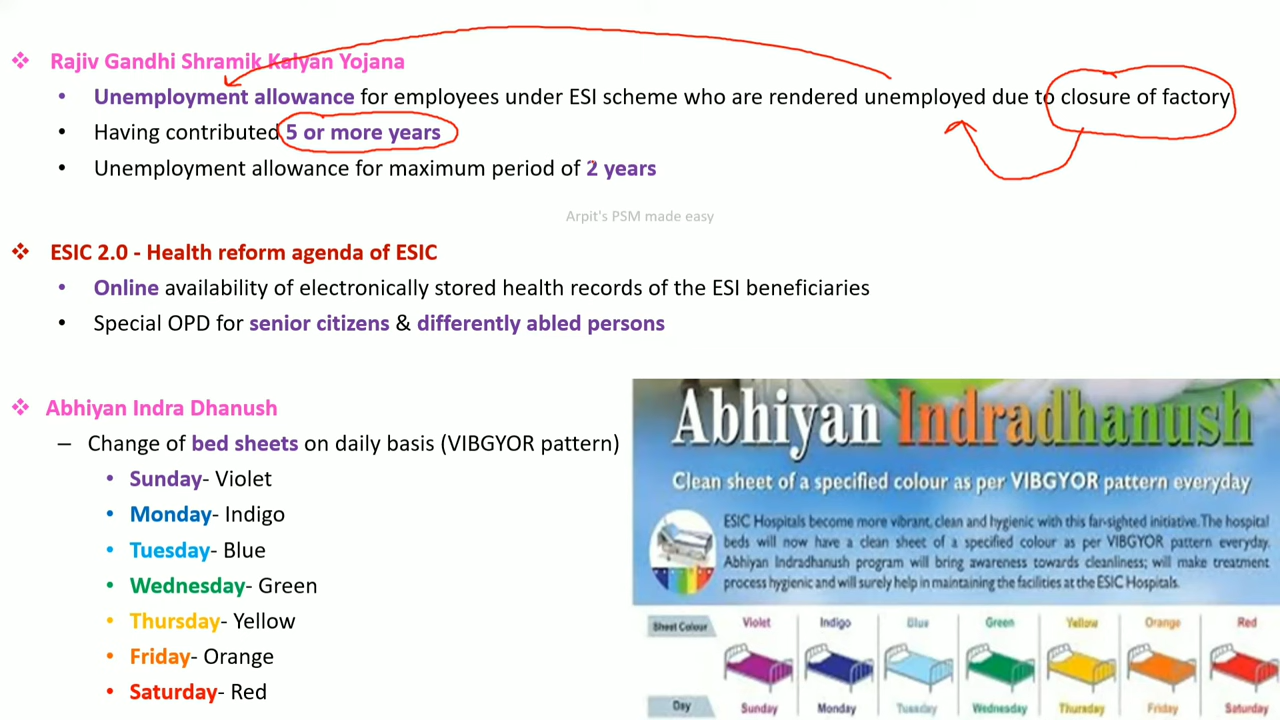 ❖ Rajiv Gandhi Shramik Kalyan Yojana
• Unemployment allowance for employees under ESI scheme who are rendered unemployed due to closure of factory
• Having contributed 5 or more years
• Unemployment allowance for maximum period of 2 years
Arpit's PSM made easy
❖ ESIC 2.0 - Health reform agenda of ESIC
• Online availability of electronically stored health records of the ESI beneficiaries
• Special OPD for senior citizens & differently abled persons
❖ Abhiyan Indra Dhanush
– Change of bed sheets on daily basis (VIBGYOR pattern)
• Sunday- Violet
• Monday- Indigo
• Tuesday- Blue
• Wednesday- Green
• Thursday- Yellow
• Friday- Orange
• Saturday- Red
Abhiyan Indradhanush
Clean sheet of a specified colour as per VIBGYOR pattern everyday
ESIC Hospitals become more vibrant, clean and hygienic with this far-sighted initiative. The hospital
beds will now have a clean sheet of a specified colour as per VIBGYOR pattern everyday.
Abhiyan Indradhanush program will bring awareness towards cleanliness; will make treatment
process hygienic and will surely help in maintaining the facilities at the ESIC Hospitals.
Sheet Colour Violet Indigo Blue Green Yellow Orange Red
Day Sunday Monday Tuesday Wednesday Thursday Friday Saturday